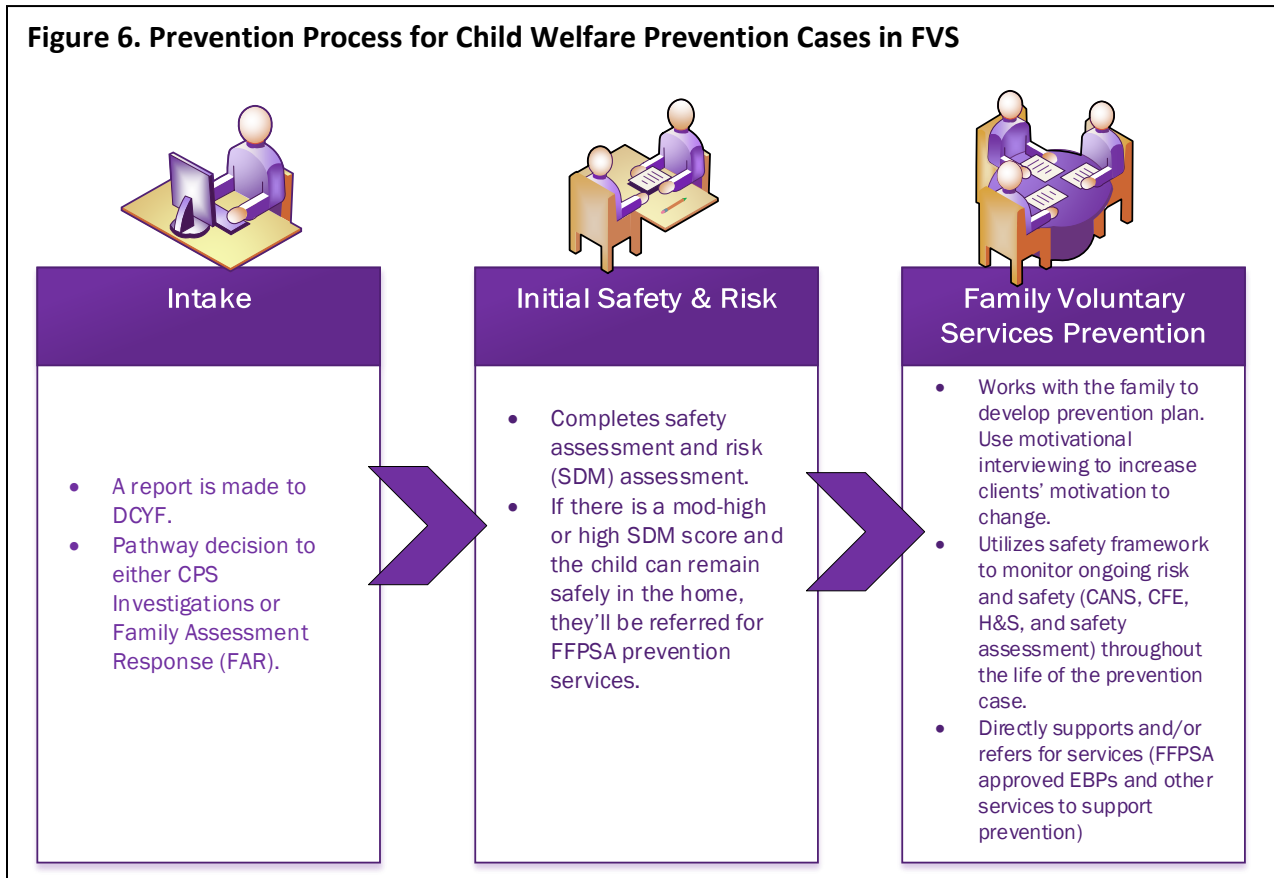 Figure 6. Prevention Process for Child Welfare Prevention Cases in FVS
Intake
• A report is made to
DCYF.
• Pathway decision to
either CPS
Investigations or
Family Assessment
Response (FAR).
Initial Safety & Risk
• Completes safety
assessment and risk
(SDM) assessment.
• If there is a mod-high
or high SDM score and
the child can remain
safely in the home,
they'll be referred for
FFPSA prevention
services.
Family Voluntary
Services Prevention
• Works with the family to
develop prevention plan.
Use motivational
interviewing to increase
clients' motivation to
change.
• Utilizes safety framework
to monitor ongoing risk
and safety (CANS, CFE,
H&S, and safety
assessment) throughout
the life of the prevention
case.
• Directly supports and/or
refers for services (FFPSA
approved EBPs and other
services to support
prevention)